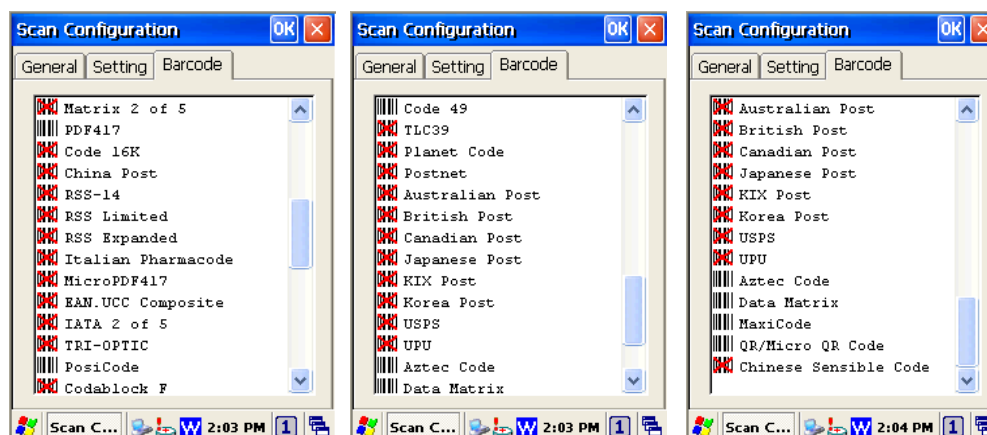 Scan Configuration OK
General Setting Barcode
Matrix 2 of 5
PDF417
Code 16K
China Post
RSS-14
RSS Limited
RSS Expanded
Italian Pharmacode
MicroPDF417
EAN.UCC Composite
IATA 2 of 5
TRI-OPTIC
PosiCode
Codablock F
Scan C... W 2:03 PM 1
Scan Configuration OK
General Setting Barcode
Code 49
TLC39
Planet Code
Postnet
Australian Post
British Post
Canadian Post
Japanese Post
KIX Post
Korea Post
USPS
UPU
Aztec Code
Data Matrix
Scan C... W 2:03 PM 1
Scan Configuration OK
General Setting Barcode
Australian Post
British Post
Canadian Post
Japanese Post
KIX Post
Korea Post
USPS
UPU
Aztec Code
Data Matrix
MaxiCode
QR/Micro QR Code
Chinese Sensible Code
Scan C... W 2:04 PM 1